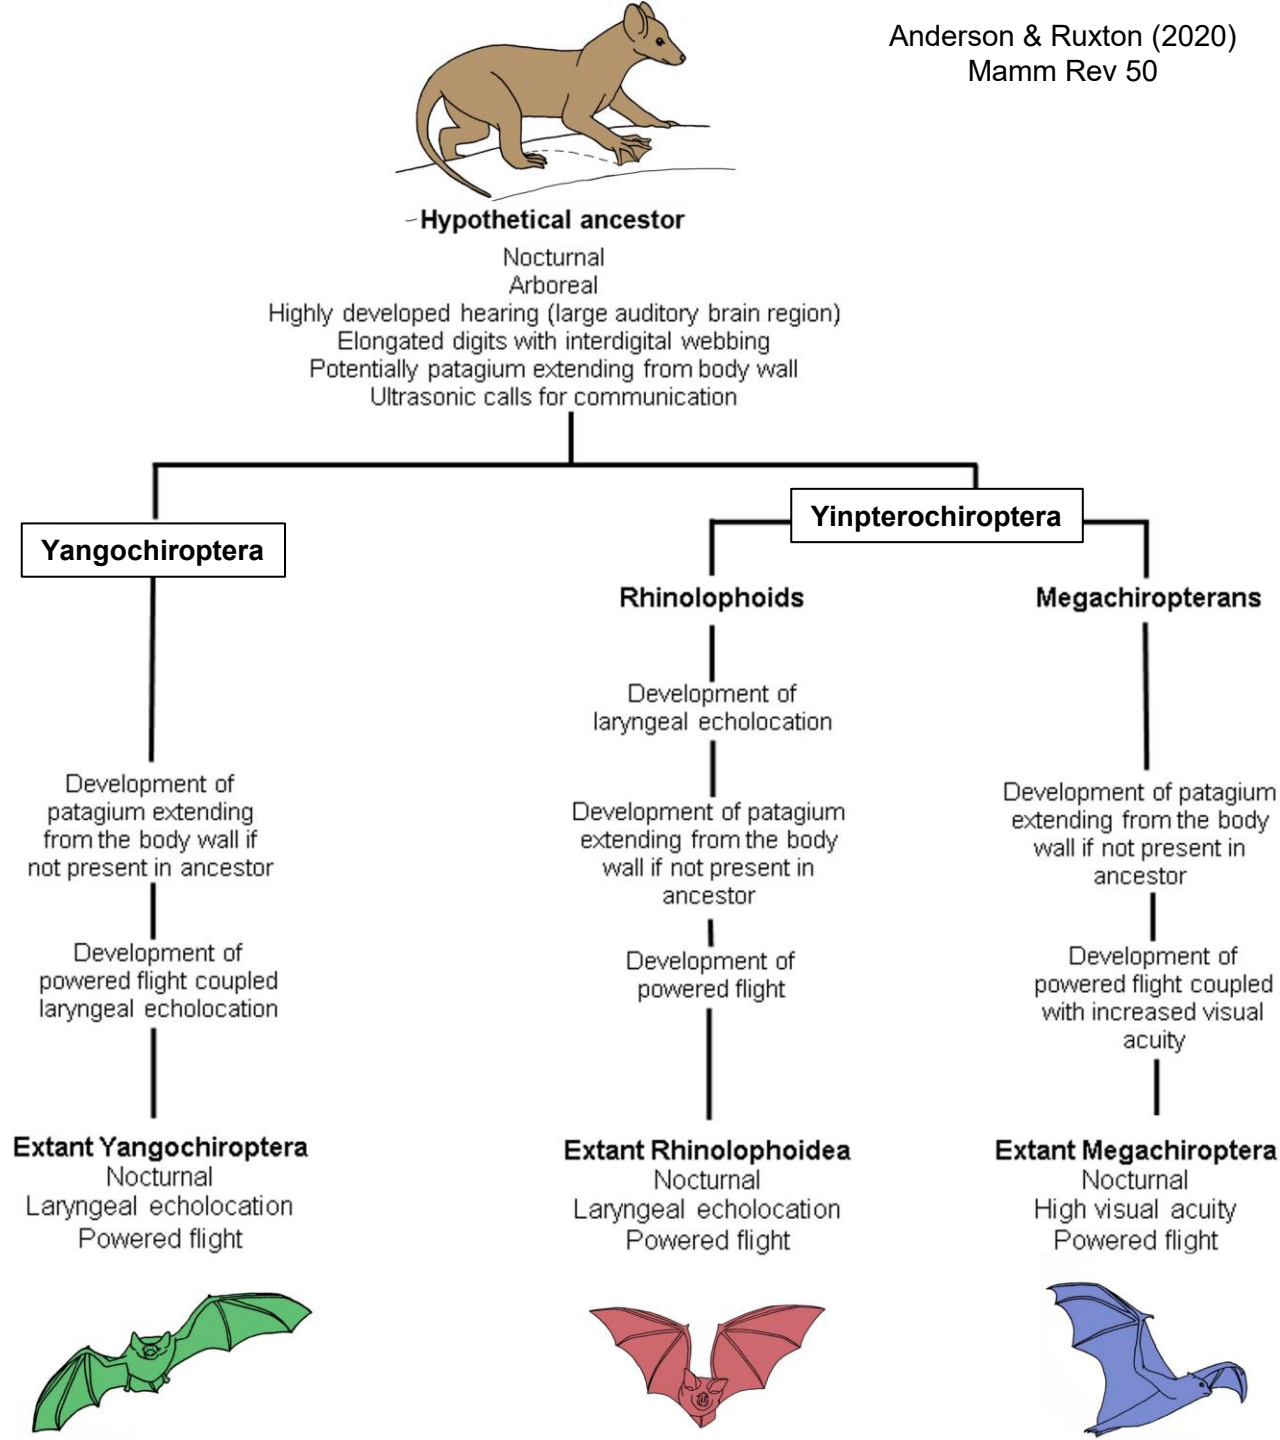 Anderson & Ruxton (2020)
Mamm Rev 50
Hypothetical ancestor
Nocturnal
Arboreal
Highly developed hearing (large auditory brain region)
Elongated digits with interdigital webbing
Potentially patagium extending from body wall
Ultrasonic calls for communication
Yangochiroptera
Development of
patagium extending
from the body wall if
not present in ancestor
Development of
powered flight coupled
laryngeal echolocation
Extant Yangochiroptera
Nocturnal
Laryngeal echolocation
Powered flight
Yinpterochiroptera
Rhinolophoids
Development of
laryngeal echolocation
Development of patagium
extending from the body
wall if not present in
ancestor
Development of
powered flight
Extant Rhinolophoidea
Nocturnal
Laryngeal echolocation
Powered flight
Megachiropterans
Development of patagium
extending from the body
wall if not present in
ancestor
Development of
powered flight coupled
with increased visual
acuity
Extant Megachiroptera
Nocturnal
High visual acuity
Powered flight